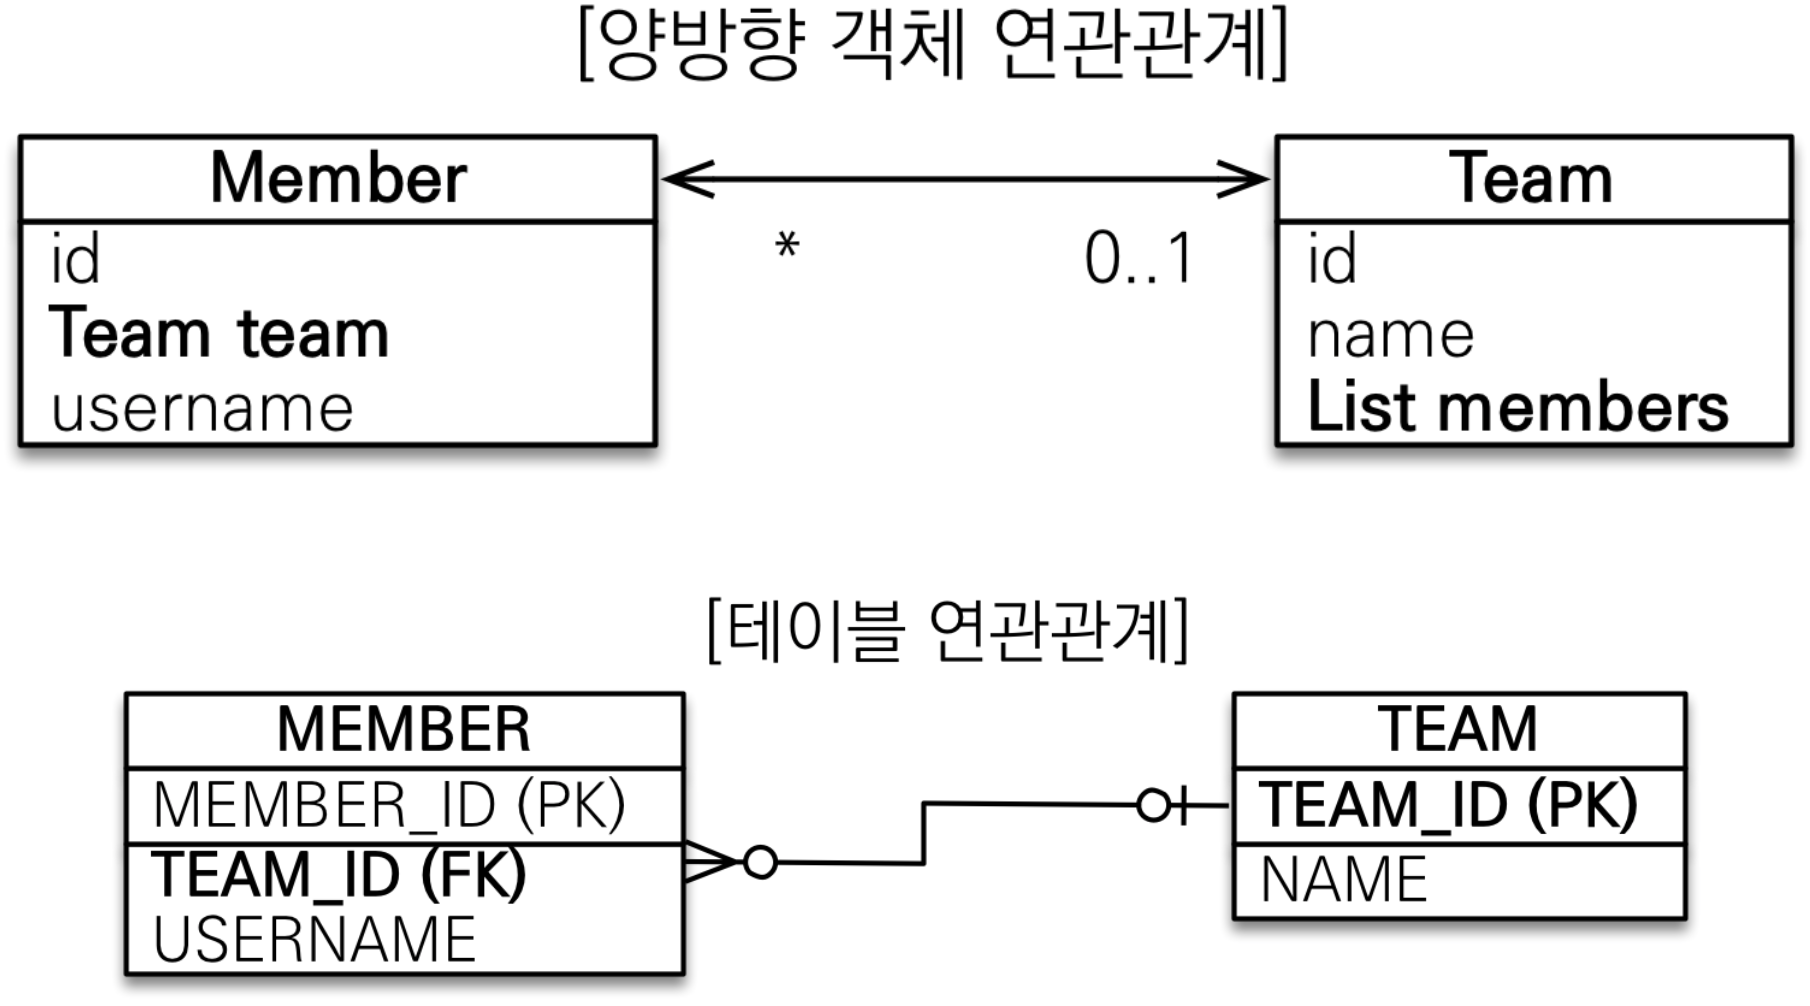 [양방향 객체 연관관계]
Member
id
Team team
username
*
0..1
Team
id
name
List members
[테이블 연관관계]
MEMBER
MEMBER_ID (PK)
TEAM_ID (FK)
USERNAME
TEAM
TEAM_ID (PK)
NAME